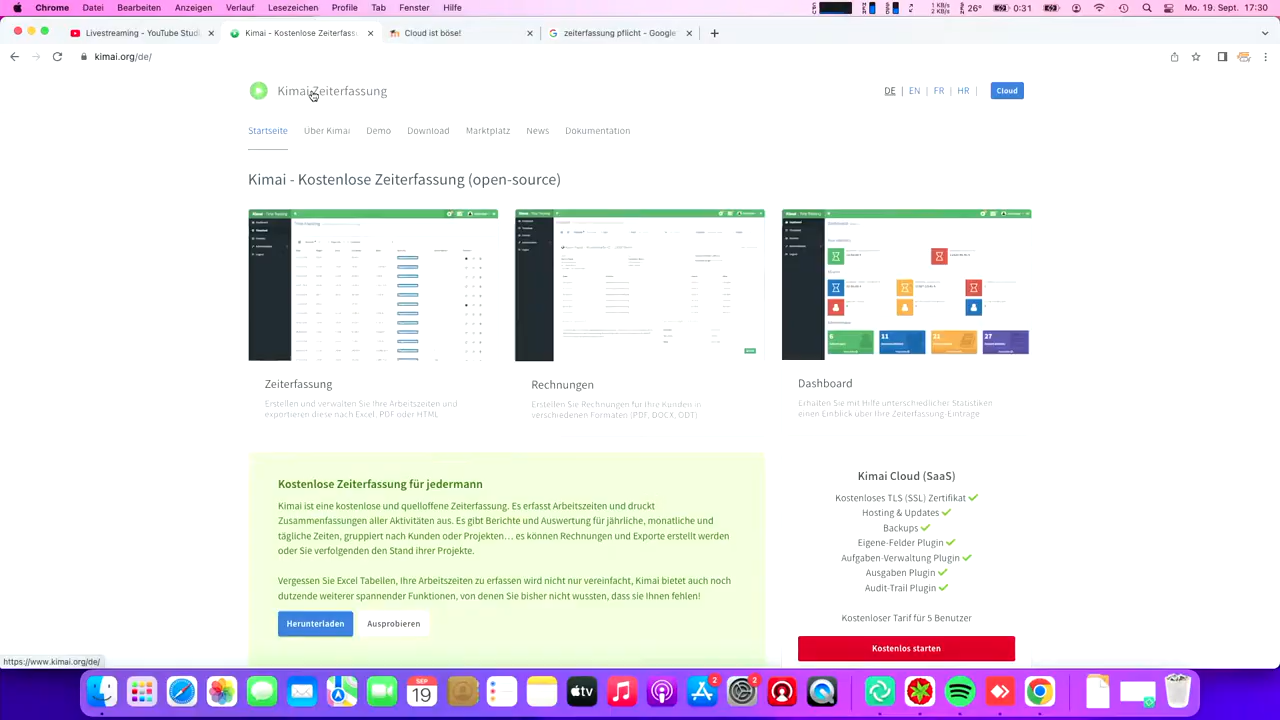 Chrome Datei Bearbeiten Anzeigen Verlauf Lesezeichen Profile Tab Fenster Hilfe 26° 0:31 Mo. 19. Sept. 17:30
Livestreaming - YouTube Studi
Kimai - Kostenlose Zeiterfass
Cloud ist böse!
zeiterfassung pflicht - Google
kimai.org/de/
Kimai Zeiterfassung
DE | EN | FR | HR |
Cloud
Startseite Über Kimai Demo Download Marktplatz News Dokumentation
Kimai - Kostenlose Zeiterfassung (open-source)
6 11 21 27
Zeiterfassung
Erstellen und verwalten Sie Ihre Arbeitszeiten und
exportieren diese nach Excel, PDF oder HTML
Rechnungen
Erstellen Sie Rechnungen für Ihre Kunden in
verschiedenen Formaten (PDF, DOCX, ODT)
Dashboard
Erhalten Sie mit Hilfe unterschiedlicher Statistiken
einen Einblick über Ihre Zeiterfassung-Einträge
Kostenlose Zeiterfassung für jedermann
Kimai ist eine kostenlose und quelloffene Zeiterfassung. Es erfasst Arbeitszeiten und druckt
Zusammenfassungen aller Aktivitäten aus. Es gibt Berichte und Auswertung für jährliche, monatliche und
tägliche Zeiten, gruppiert nach Kunden oder Projekten… es können Rechnungen und Exporte erstellt werden
oder Sie verfolgenden den Stand ihrer Projekte.
Vergessen Sie Excel Tabellen, Ihre Arbeitszeiten zu erfassen wird nicht nur vereinfacht, Kimai bietet auch noch
dutzende weiterer spannender Funktionen, von denen Sie bisher nicht wussten, dass sie Ihnen fehlen!
Herunterladen
Ausprobieren
Kimai Cloud (SaaS)
Kostenloses TLS (SSL) Zertifikat
Hosting & Updates
Backups
Eigene-Felder Plugin
Aufgaben-Verwaltung Plugin
Ausgaben Plugin
Audit-Trail Plugin
Kostenloser Tarif für 5 Benutzer
Kostenlos starten
https://www.kimai.org/de/
SEP
19
tv
2
2